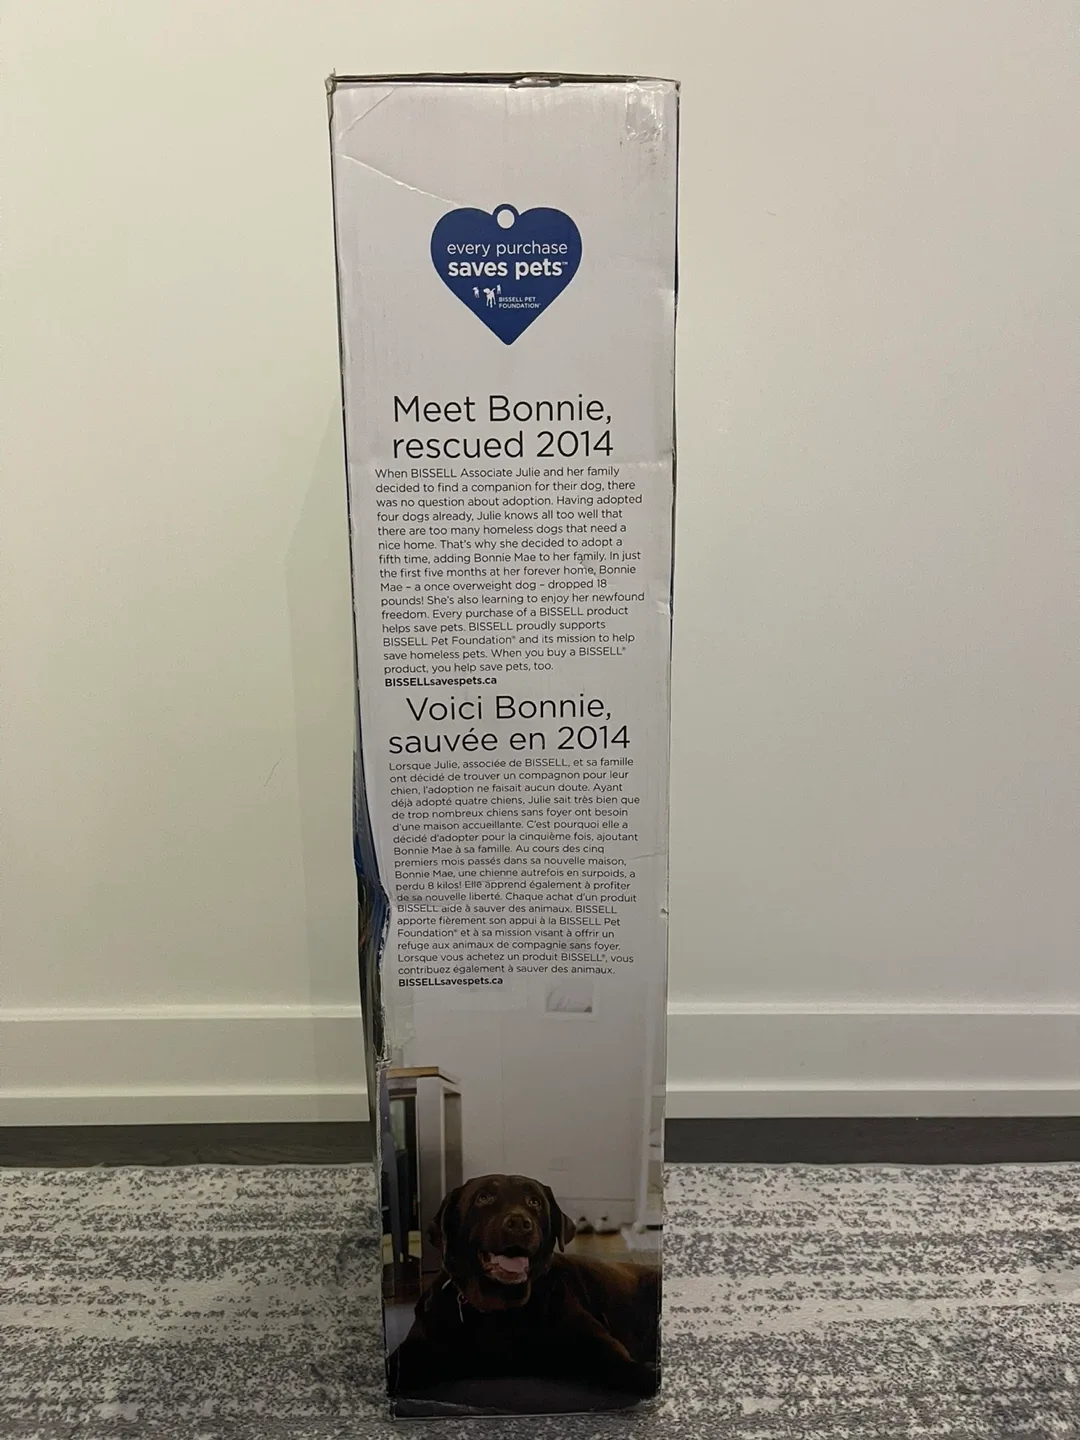 every purchase
saves pets™
BISSELL PET
FOUNDATION®
Meet Bonnie,
rescued 2014
When BISSELL Associate Julie and her family
decided to find a companion for their dog, there
was no question about adoption. Having adopted
four dogs already, Julie knows all too well that
there are too many homeless dogs that need a
nice home. That's why she decided to adopt a
fifth time, adding Bonnie Mae to her family. In just
the first five months at her forever home, Bonnie
Mae – a once overweight dog – dropped 18
pounds! She's also learning to enjoy her newfound
freedom. Every purchase of a BISSELL product
helps save pets. BISSELL proudly supports
BISSELL Pet Foundation® and its mission to help
save homeless pets. When you buy a BISSELL®
product, you help save pets, too.
BISSELLsavespets.ca
Voici Bonnie,
sauvée en 2014
Lorsque Julie, associée de BISSELL, et sa famille
ont décidé de trouver un compagnon pour leur
chien, l'adoption ne faisait aucun doute. Ayant
déjà adopté quatre chiens, Julie sait très bien que
de trop nombreux chiens sans foyer ont besoin
d'une maison accueillante. C'est pourquoi elle a
décidé d'adopter pour la cinquième fois, ajoutant
Bonnie Mae à sa famille. Au cours des cinq
premiers mois passés dans sa nouvelle maison,
Bonnie Mae, une chienne autrefois en surpoids, a
perdu 8 kilos! Elle apprend également à profiter
de sa nouvelle liberté. Chaque achat d'un produit
BISSELL aide à sauver des animaux. BISSELL
apporte fièrement son appui à la BISSELL Pet
Foundation® et à sa mission visant à offrir un
refuge aux animaux de compagnie sans foyer.
Lorsque vous achetez un produit BISSELL®, vous
contribuez également à sauver des animaux.
BISSELLsavespets.ca